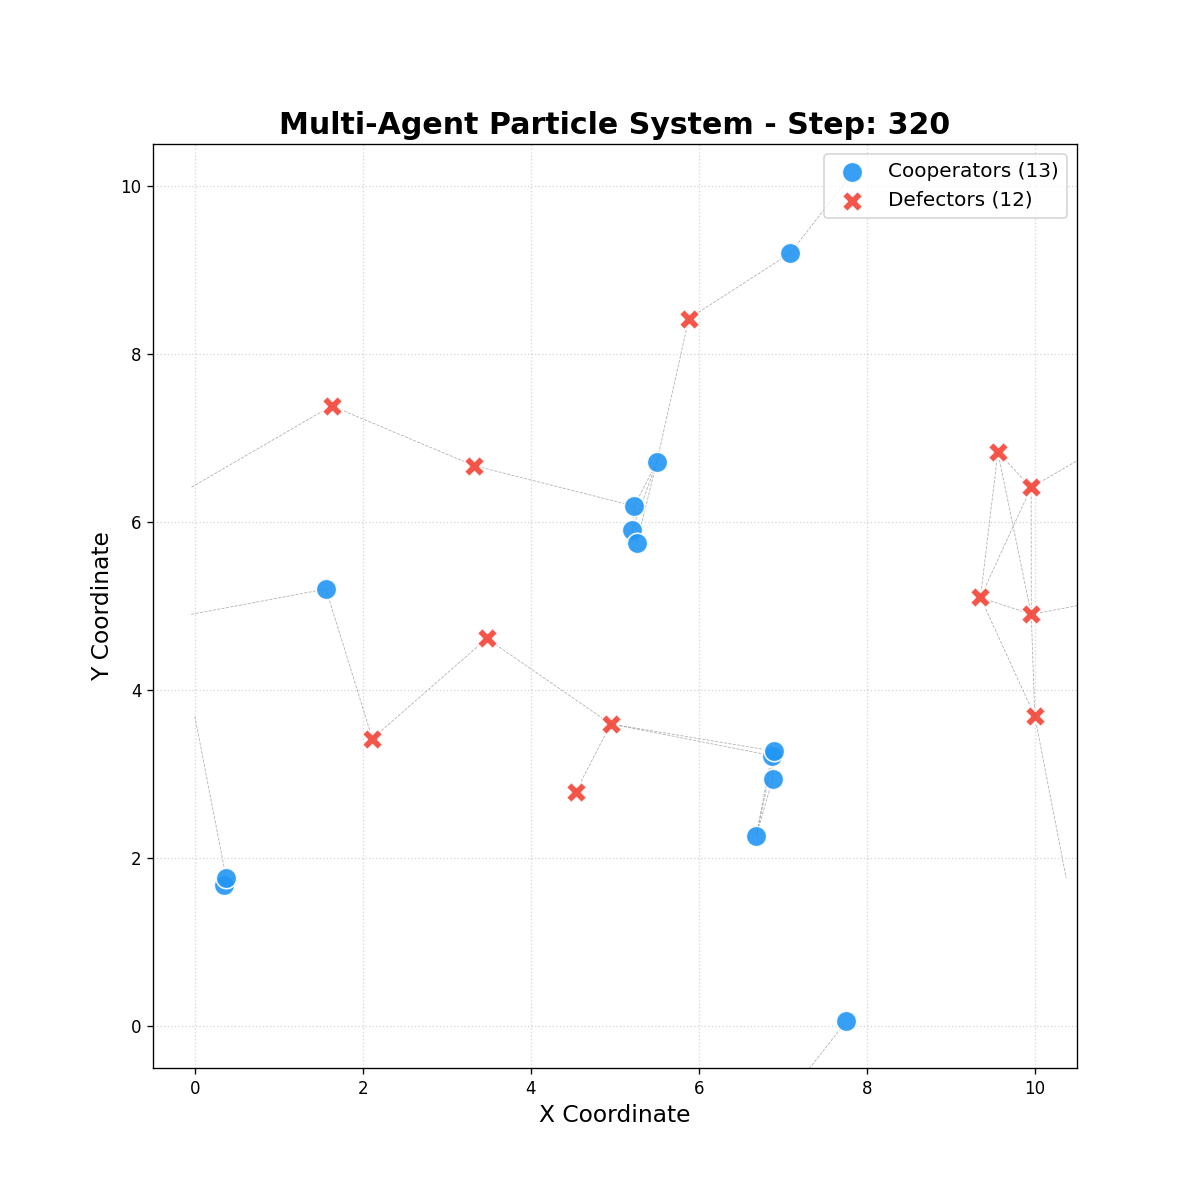 Multi-Agent Particle System - Step: 320
Cooperators (13)
Defectors (12)
10
8
6
4
2
0
Y Coordinate
0 2 4 6 8 10
X Coordinate